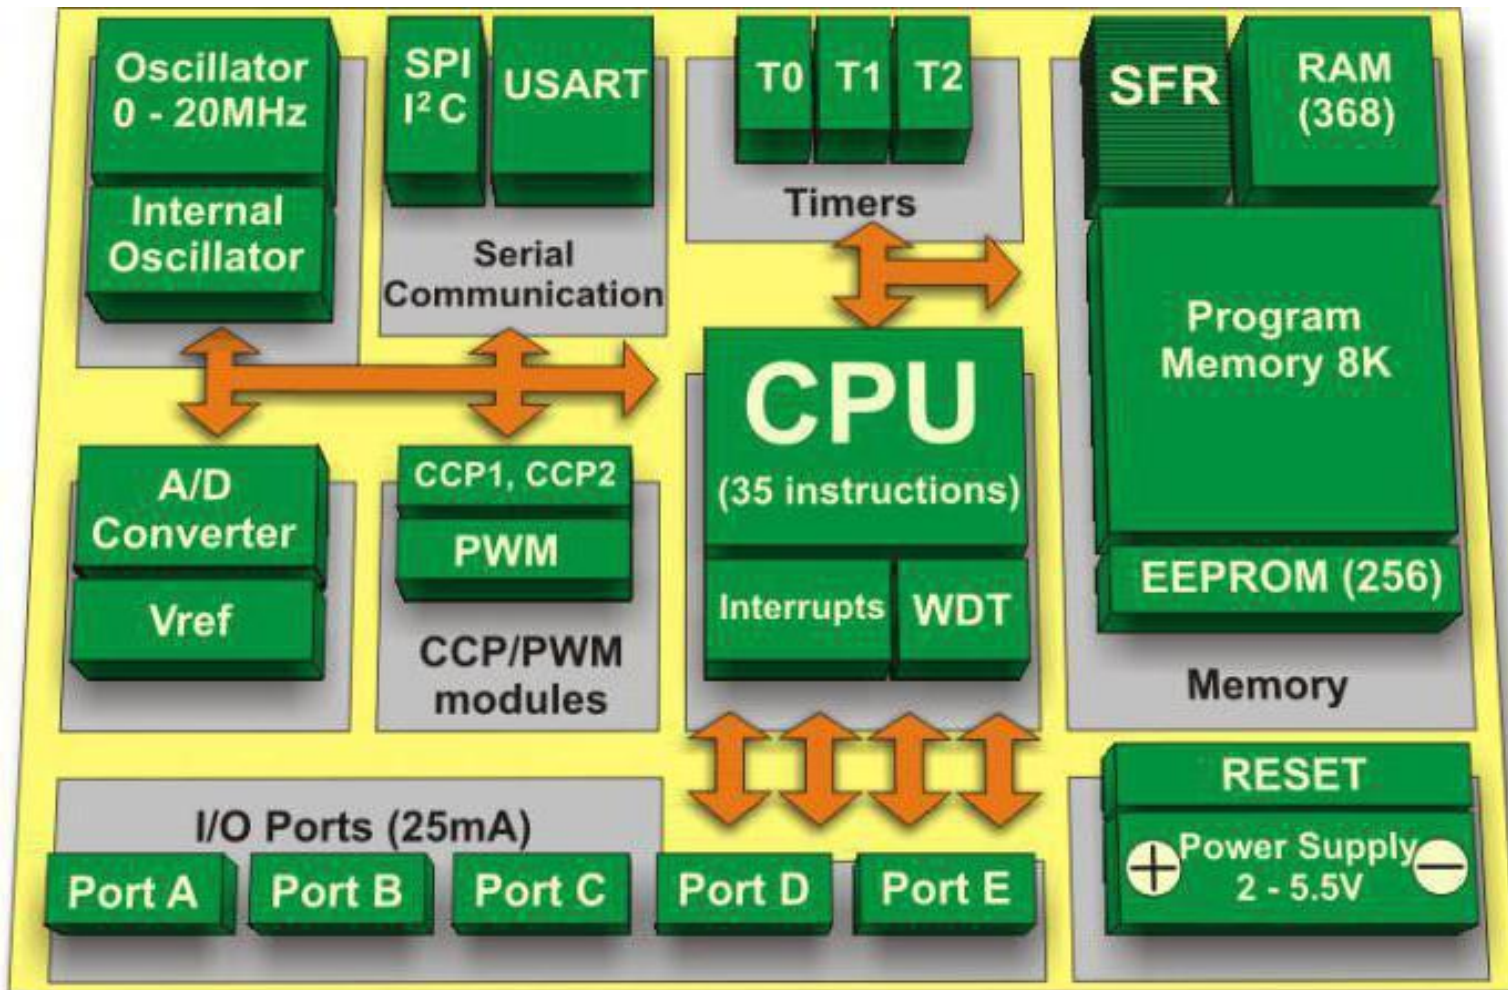 Oscillator
0 - 20MHz
Internal
Oscillator
SPI
I² C
USART
Serial
Communication
T0
T1
T2
Timers
SFR
RAM
(368)
Program
Memory 8K
EEPROM (256)
Memory
A/D
Converter
Vref
CCP1, CCP2
PWM
CCP/PWM
modules
CPU
(35 instructions)
Interrupts
WDT
I/O Ports (25mA)
Port A
Port B
Port C
Port D
Port E
RESET
+
Power Supply
2 - 5.5V
−